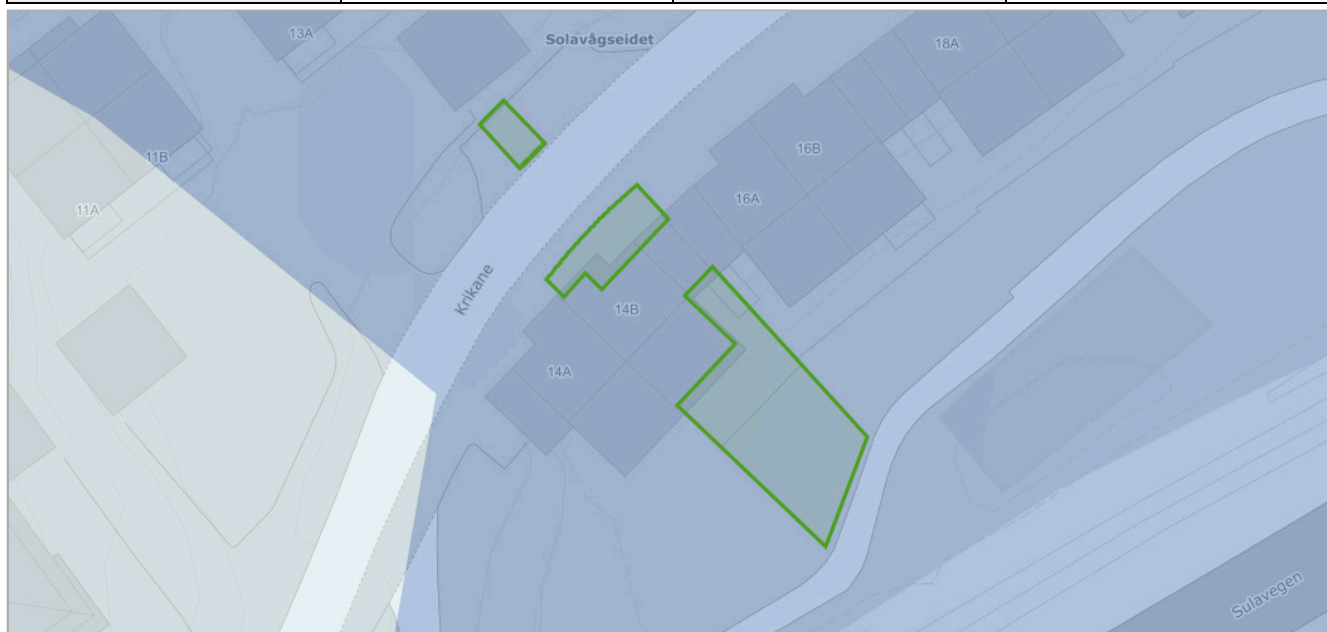 13A
Solavågseidet
18A
11B
16B
11A
16A
Krikane
14B
14A
Sulavegen